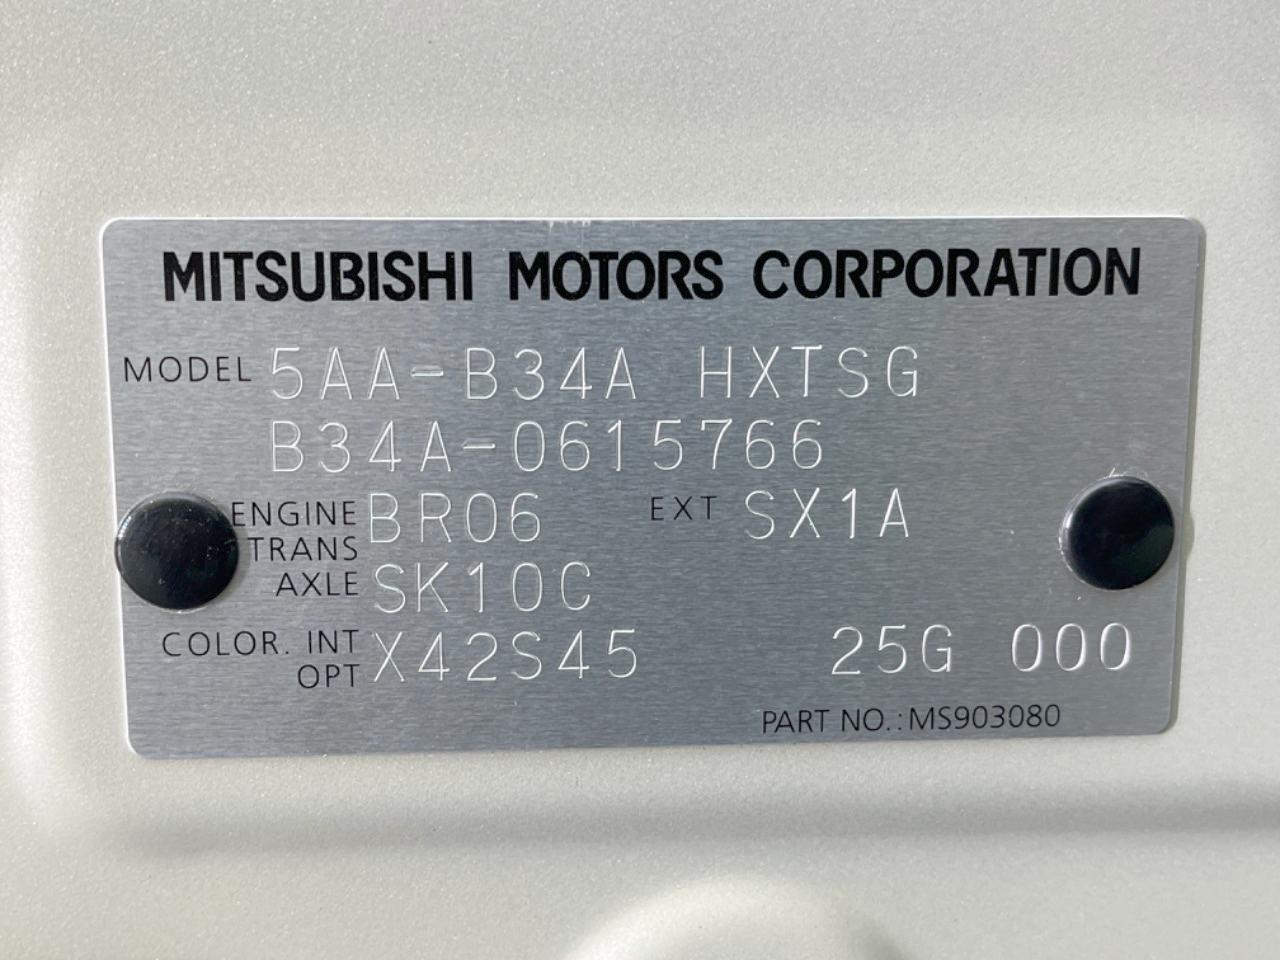 MITSUBISHI MOTORS CORPORATION
MODEL 5AA-B34A HXTSG
B34A-0615766
ENGINE BR06 EXT SX1A
TRANS
AXLE SK10C
COLOR. INT
OPT X42S45 25G 000
PART NO.:MS903080